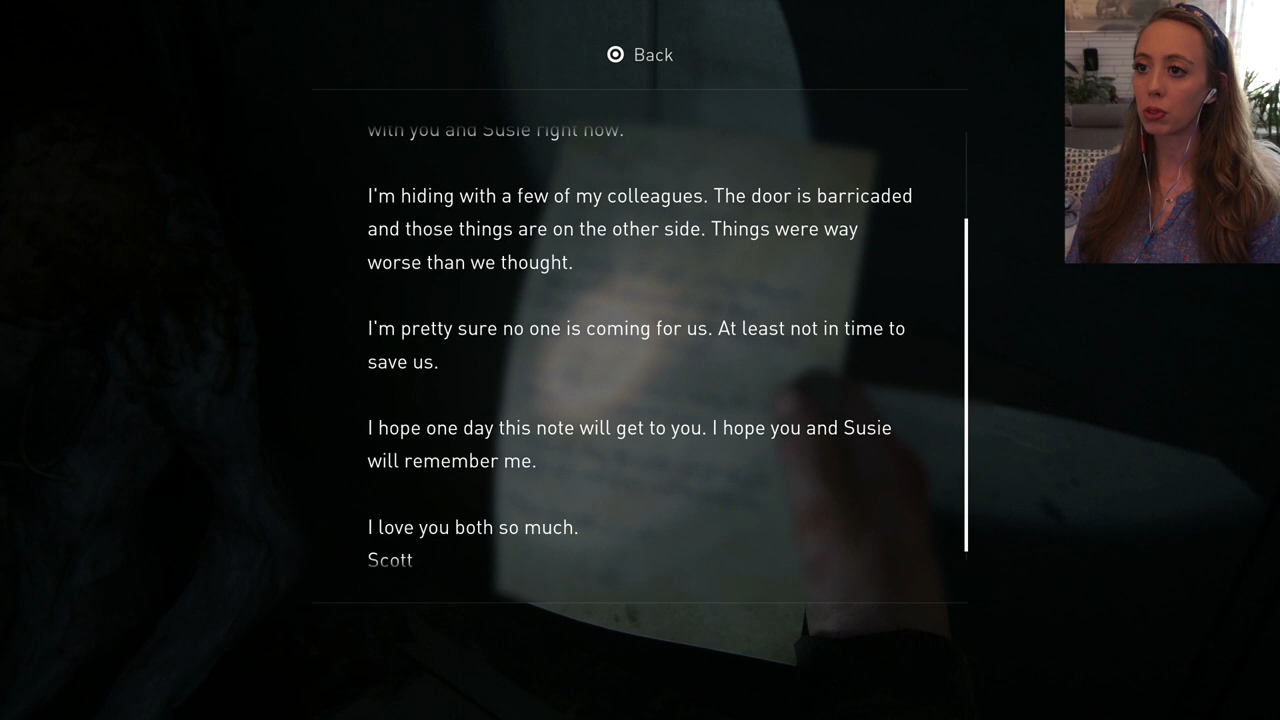 Back
with you and Susie right now.
I'm hiding with a few of my colleagues. The door is barricaded
and those things are on the other side. Things were way
worse than we thought.
I'm pretty sure no one is coming for us. At least not in time to
save us.
I hope one day this note will get to you. I hope you and Susie
will remember me.
I love you both so much.
Scott